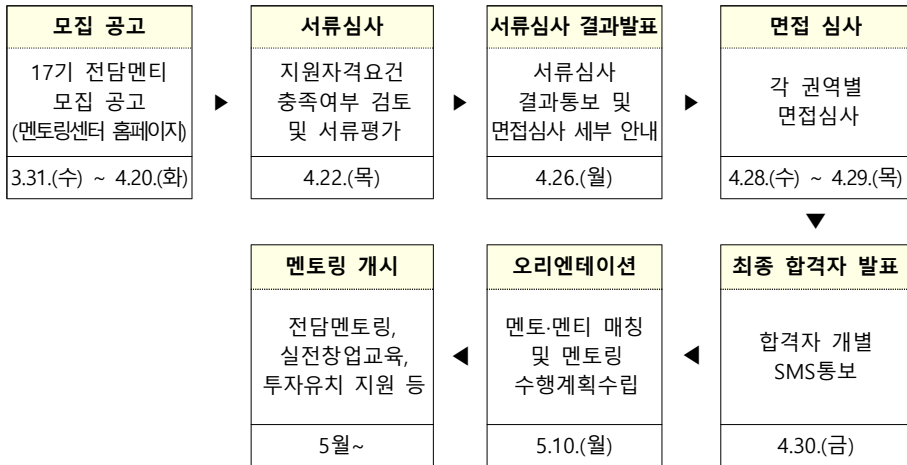 모집 공고
17기 전담멘티
모집 공고
(멘토링센터 홈페이지)
3.31.(수) ~ 4.20.(화)
▶
서류심사
지원자격요건
충족여부 검토
및 서류평가
4.22.(목)
▶
서류심사 결과발표
서류심사
결과통보 및
면접심사 세부 안내
4.26.(월)
▶
면접 심사
각 권역별
면접심사
4.28.(수) ~ 4.29.(목)
▼
최종 합격자 발표
합격자 개별
SMS통보
4.30.(금)
◀
오리엔테이션
멘토·멘티 매칭
및 멘토링
수행계획수립
5.10.(월)
◀
멘토링 개시
전담멘토링,
실전창업교육,
투자유치 지원 등
5월~